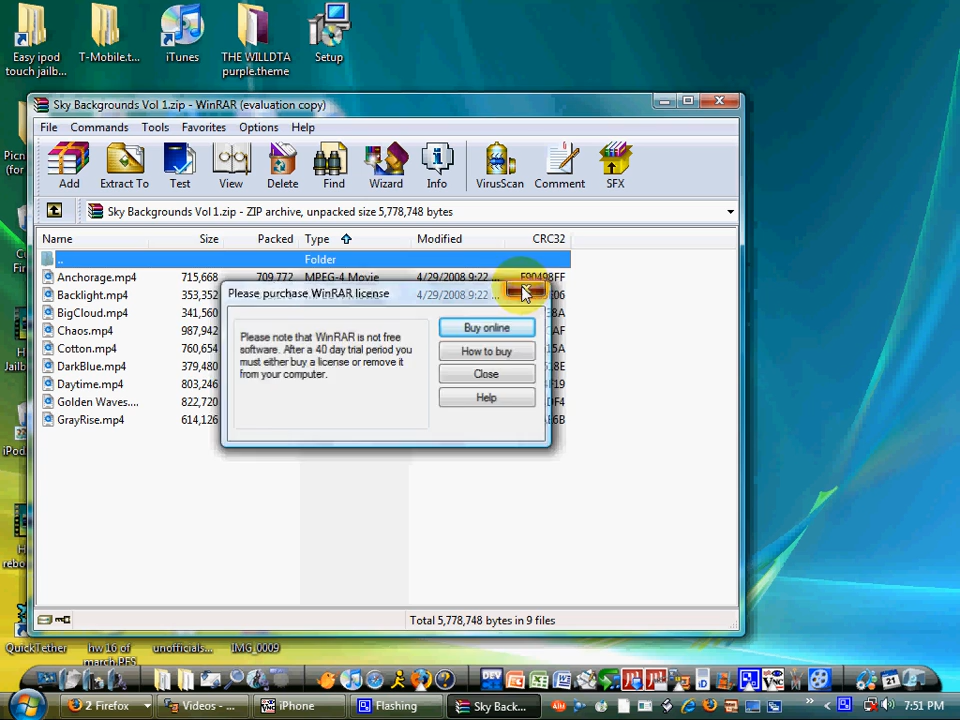 Easy ipod
touch jailb...
T-Mobile.t...
iTunes
THE WILLDTA
purple.theme
Setup
Sky Backgrounds Vol 1.zip - WinRAR (evaluation copy)
File Commands Tools Favorites Options Help
Add Extract To Test View Delete Find Wizard Info VirusScan Comment SFX
Sky Backgrounds Vol 1.zip - ZIP archive, unpacked size 5,778,748 bytes
Name Size Packed Type Modified CRC32
.. Folder
Anchorage.mp4 715,668 709,772 MPEG-4 Movie 4/29/2008 9:22 ... F90498FF
Backlight.mp4 353,352 4/29/2008 9:22 ...
BigCloud.mp4 341,560
Chaos.mp4 987,942
Cotton.mp4 760,654
DarkBlue.mp4 379,480
Daytime.mp4 803,246
Golden Waves.... 822,720
GrayRise.mp4 614,126
Please purchase WinRAR license
Please note that WinRAR is not free
software. After a 40 day trial period you
must either buy a license or remove it
from your computer.
Buy online
How to buy
Close
Help
Total 5,778,748 bytes in 9 files
QuickTether
hw 16 of
march.PFS
unofficials...
IMG_0009
DEV
VNC
2 Firefox
Videos - ...
iPhone
Flashing
Sky Back...
7:51 PM